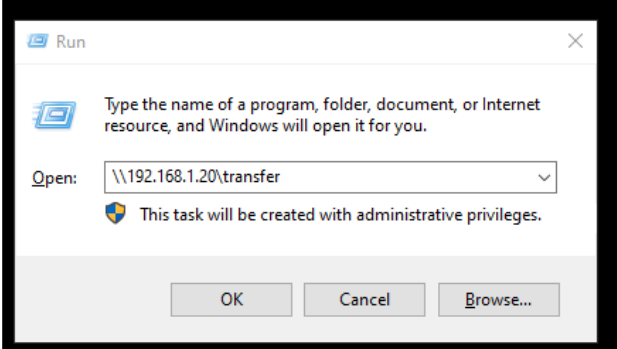 Run
Type the name of a program, folder, document, or Internet
resource, and Windows will open it for you.
Open: \\192.168.1.20\transfer
This task will be created with administrative privileges.
OK Cancel Browse...